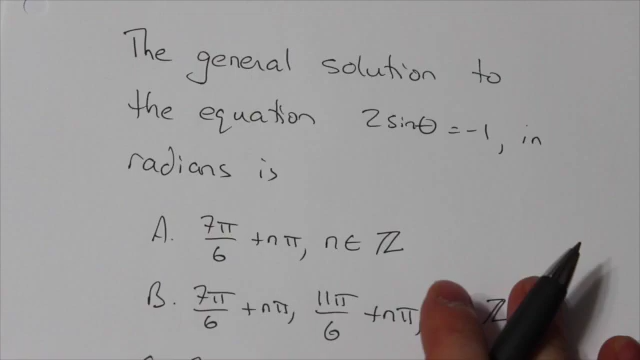 The general solution to
the equation 2sinθ = -1, in
radians is
A. 7π/6 + nπ, n ∈ ℤ
B. 7π/6 + nπ, 11π/6 + nπ, ℤ